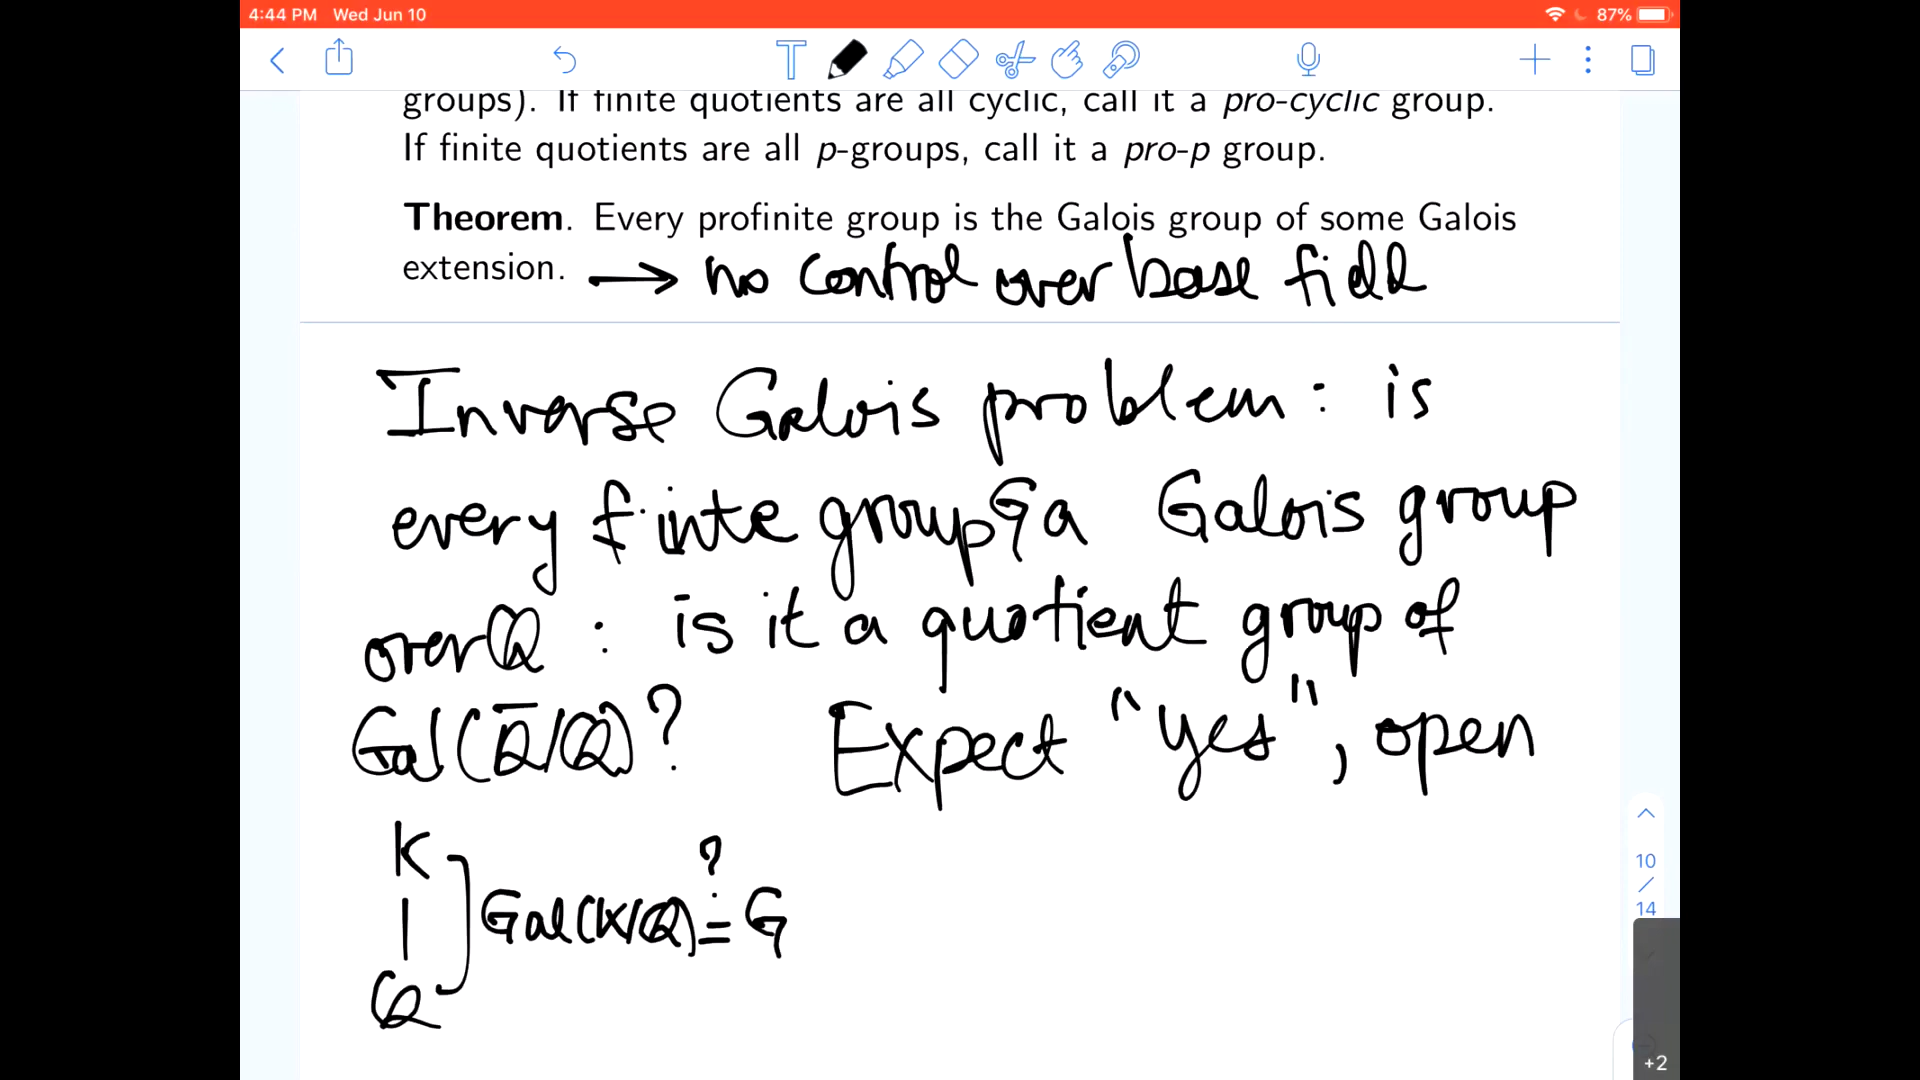 4:44 PM Wed Jun 10 87%
T
groups). If finite quotients are all cyclic, call it a pro-cyclic group.
If finite quotients are all p-groups, call it a pro-p group.
Theorem. Every profinite group is the Galois group of some Galois
extension. → no control over base field
Inverse Galois problem: is
every finte group G a Galois group
over Q : is it a quotient group of
Gal(Q̅/Q)? Expect "yes", open
K
|
Gal(K/Q) ?= G
Q
10
/
14
+2